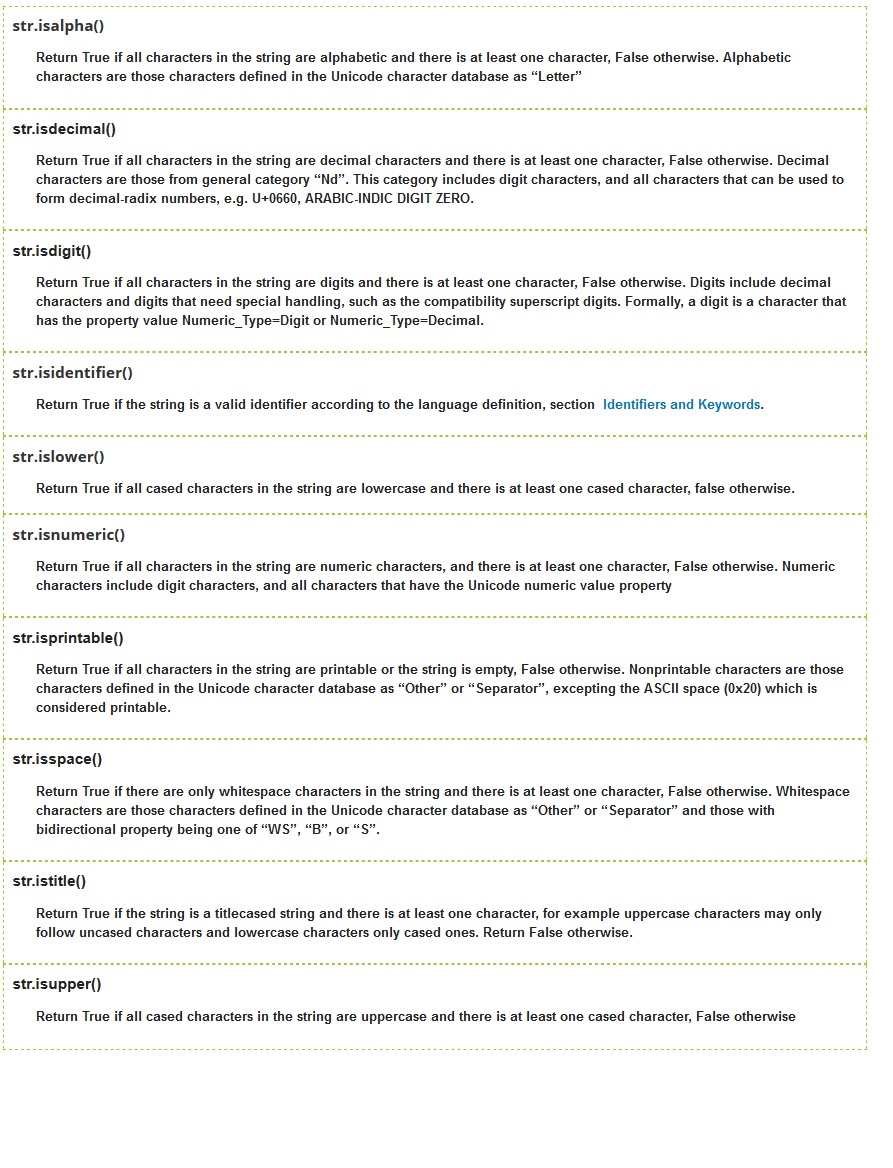 str.isalpha()
Return True if all characters in the string are alphabetic and there is at least one character, False otherwise. Alphabetic
characters are those characters defined in the Unicode character database as “Letter”
str.isdecimal()
Return True if all characters in the string are decimal characters and there is at least one character, False otherwise. Decimal
characters are those from general category “Nd”. This category includes digit characters, and all characters that can be used to
form decimal-radix numbers, e.g. U+0660, ARABIC-INDIC DIGIT ZERO.
str.isdigit()
Return True if all characters in the string are digits and there is at least one character, False otherwise. Digits include decimal
characters and digits that need special handling, such as the compatibility superscript digits. Formally, a digit is a character that
has the property value Numeric_Type=Digit or Numeric_Type=Decimal.
str.isidentifier()
Return True if the string is a valid identifier according to the language definition, section Identifiers and Keywords.
str.islower()
Return True if all cased characters in the string are lowercase and there is at least one cased character, false otherwise.
str.isnumeric()
Return True if all characters in the string are numeric characters, and there is at least one character, False otherwise. Numeric
characters include digit characters, and all characters that have the Unicode numeric value property
str.isprintable()
Return True if all characters in the string are printable or the string is empty, False otherwise. Nonprintable characters are those
characters defined in the Unicode character database as “Other” or “Separator”, excepting the ASCII space (0x20) which is
considered printable.
str.isspace()
Return True if there are only whitespace characters in the string and there is at least one character, False otherwise. Whitespace
characters are those characters defined in the Unicode character database as “Other” or “Separator” and those with
bidirectional property being one of “WS”, “B”, or “S”.
str.istitle()
Return True if the string is a titlecased string and there is at least one character, for example uppercase characters may only
follow uncased characters and lowercase characters only cased ones. Return False otherwise.
str.isupper()
Return True if all cased characters in the string are uppercase and there is at least one cased character, False otherwise